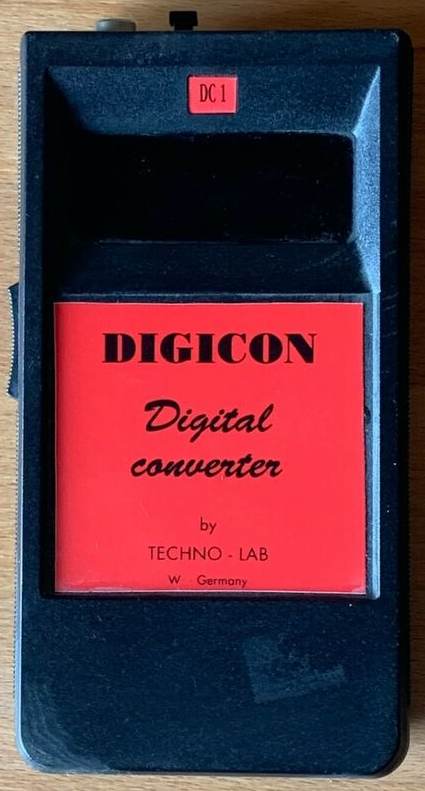 DC 1
DIGICON
Digital
converter
by
TECHNO - LAB
W Germany